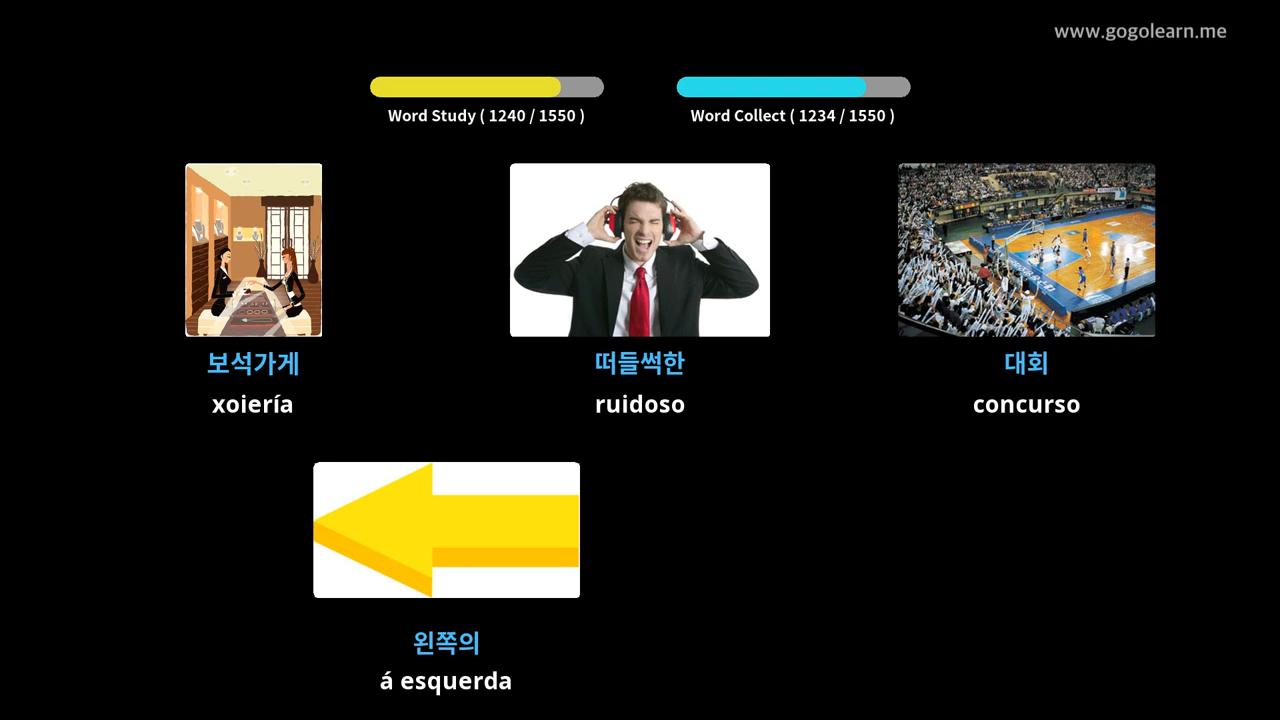 www.gogolearn.me
Word Study ( 1240 / 1550 )
Word Collect ( 1234 / 1550 )
보석가게
떠들썩한
대회
xoiería
ruidoso
concurso
왼쪽의
á esquerda